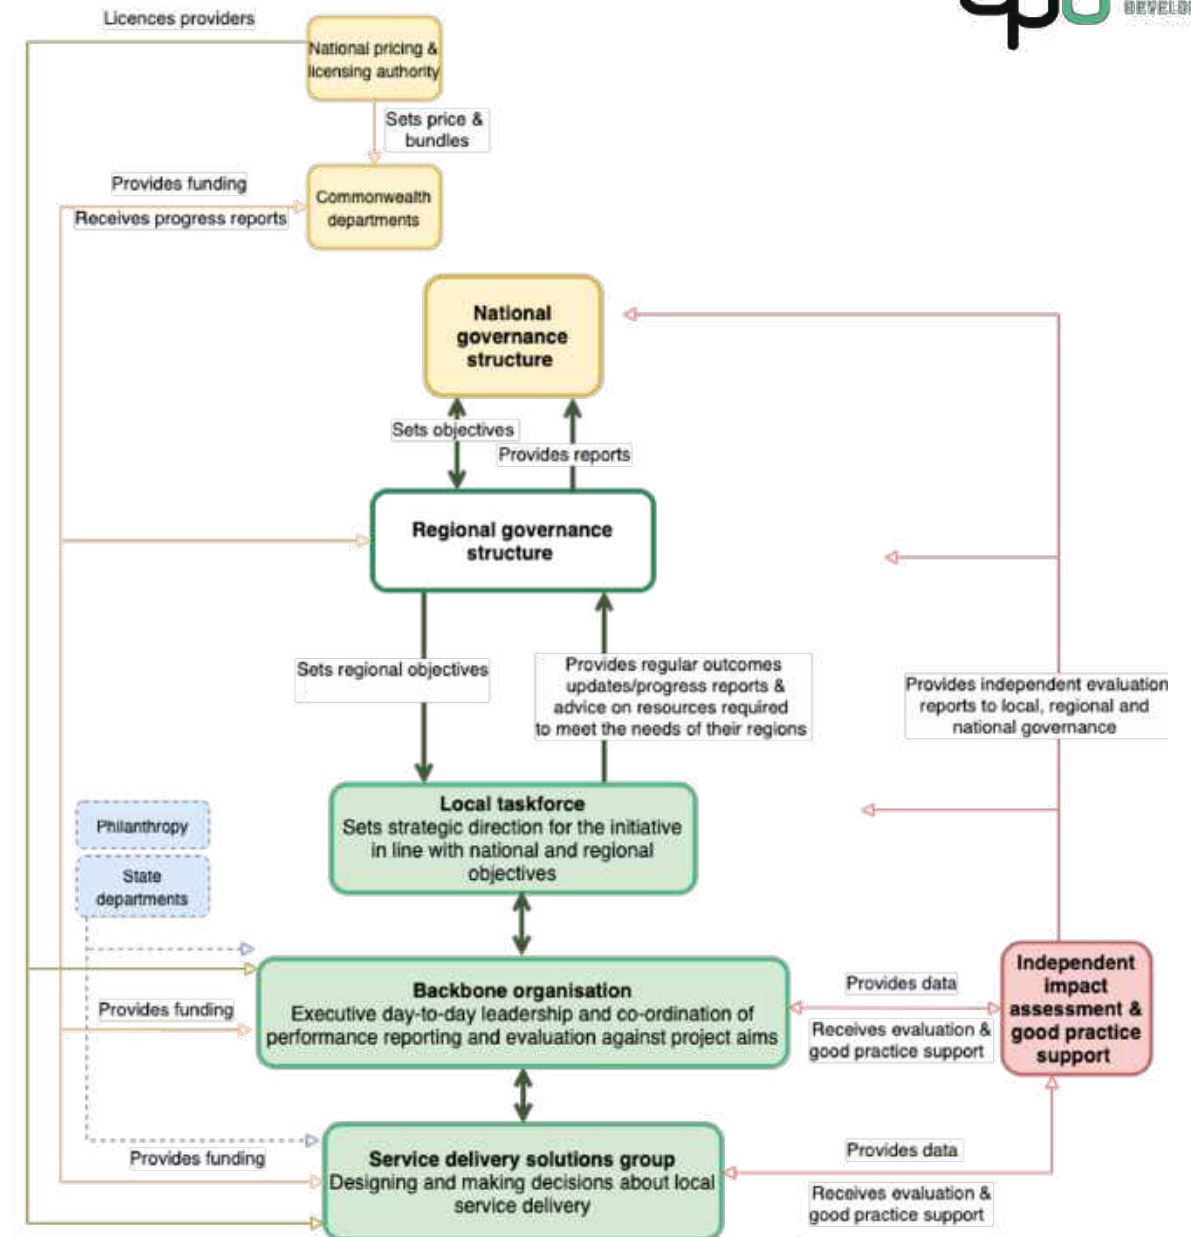 Licences providers
National pricing &
licensing authority
Sets price &
bundles
Provides funding
Receives progress reports
Commonwealth
departments
National
governance
structure
Sets objectives
Provides reports
Regional governance
structure
Sets regional objectives
Provides regular outcomes
updates/progress reports &
advice on resources required
to meet the needs of their regions
Provides independent evaluation
reports to local, regional and
national governance
Local taskforce
Sets strategic direction for the initiative
in line with national and regional
objectives
Philanthropy
State
departments
Backbone organisation
Executive day-to-day leadership and co-ordination of
performance reporting and evaluation against project aims
Provides funding
Provides data
Receives evaluation &
good practice support
Independent
impact
assessment &
good practice
support
Service delivery solutions group
Designing and making decisions about local
service delivery
Provides funding
Provides data
Receives evaluation &
good practice support